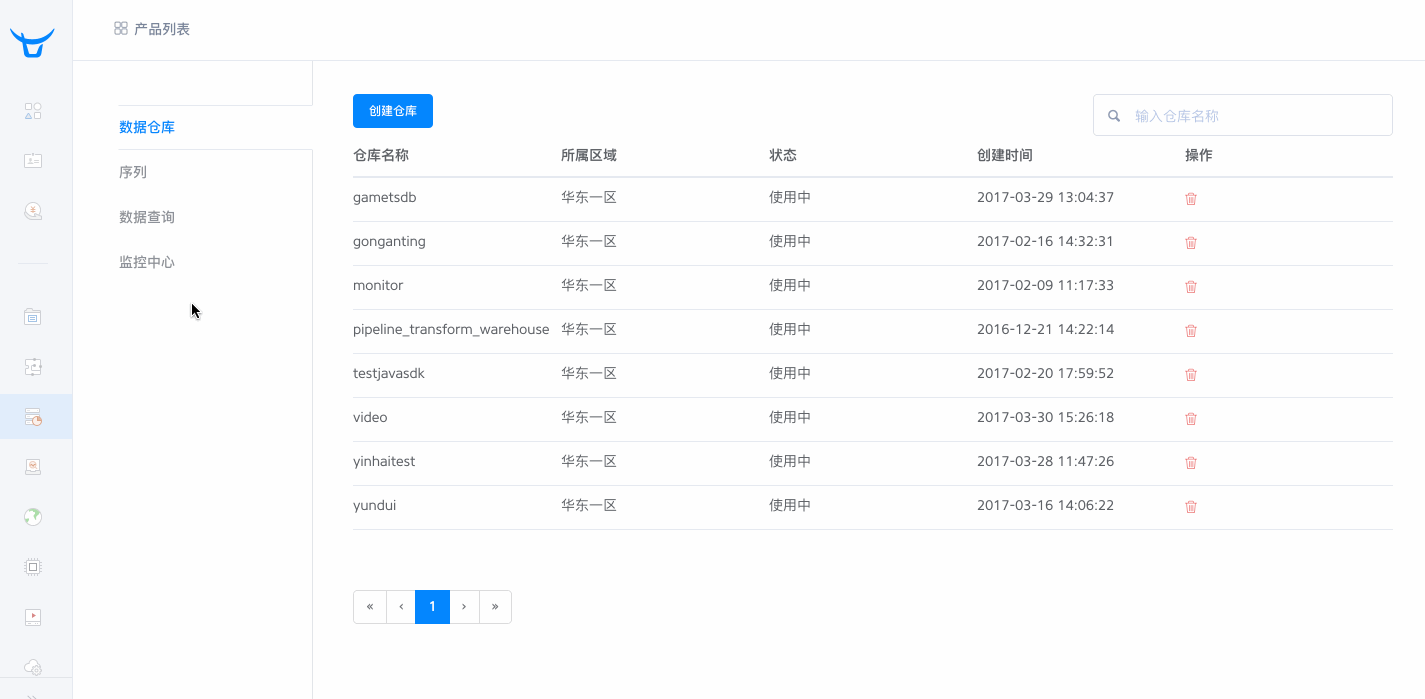 产品列表
数据仓库
序列
数据查询
监控中心
创建仓库
输入仓库名称
仓库名称 所属区域 状态 创建时间 操作
gametsdb 华东一区 使用中 2017-03-29 13:04:37
gonganting 华东一区 使用中 2017-02-16 14:32:31
monitor 华东一区 使用中 2017-02-09 11:17:33
pipeline_transform_warehouse 华东一区 使用中 2016-12-21 14:22:14
testjavasdk 华东一区 使用中 2017-02-20 17:59:52
video 华东一区 使用中 2017-03-30 15:26:18
yinhaitest 华东一区 使用中 2017-03-28 11:47:26
yundui 华东一区 使用中 2017-03-16 14:06:22
« ‹ 1 › »